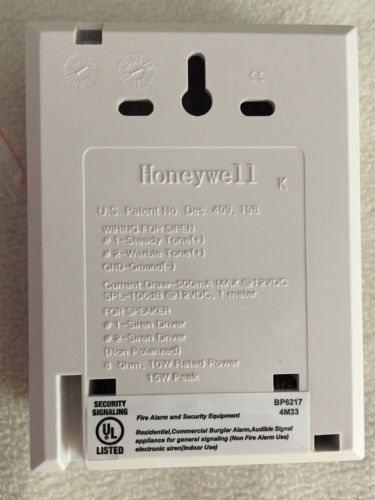 CE
Honeywell
K
U.S. Patent No. Des. 409, 198
WIRING FOR SIREN
# 1-Steady Tone(+)
# 2-Warble Tone(+)
GND-Ground(-)
Current Draw-500mA MAX @12VDC
SPL-106dB @12VDC, 1 meter
FOR SPEAKER
# 1-Siren Driver
# 2-Siren Driver
(Non Polarized)
8 Ohm, 10W Rated Power
15W Peak
SECURITY
SIGNALING
UL
LISTED
Fire Alarm and Security Equipment
BP6217
4M33
Residential,Commercial Burglar Alarm,Audible Signal
appliance for general signaling (Non Fire Alarm Use)
electronic siren(Indoor Use)